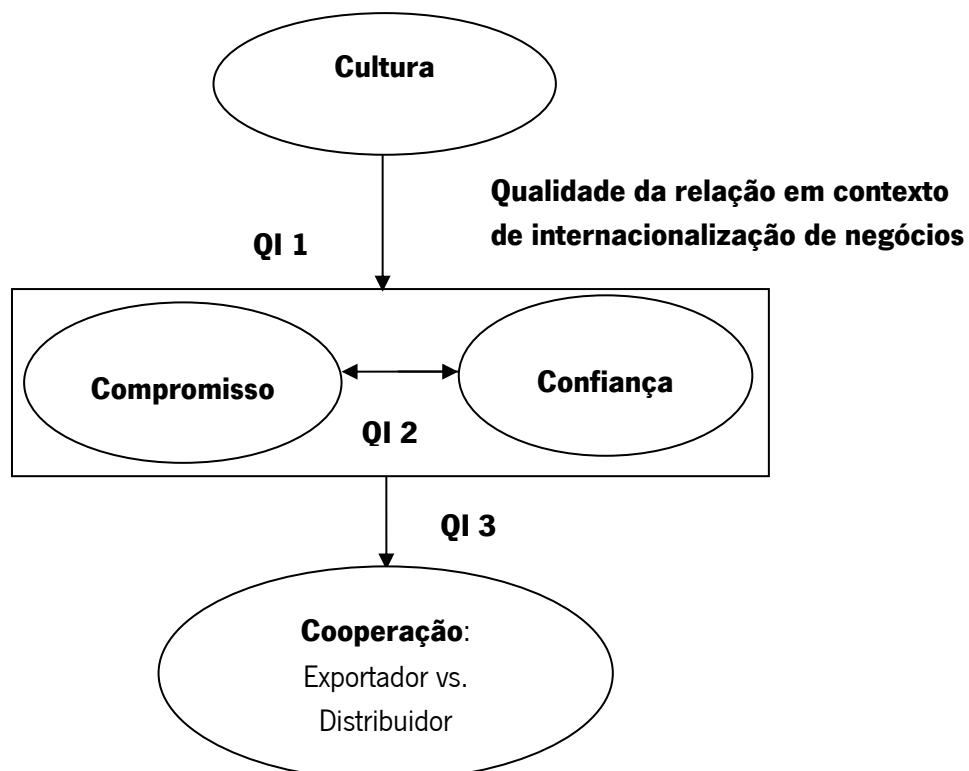 Cultura
Qualidade da relação em contexto
de internacionalização de negócios
QI 1
Compromisso
Confiança
QI 2
QI 3
Cooperação:
Exportador vs.
Distribuidor